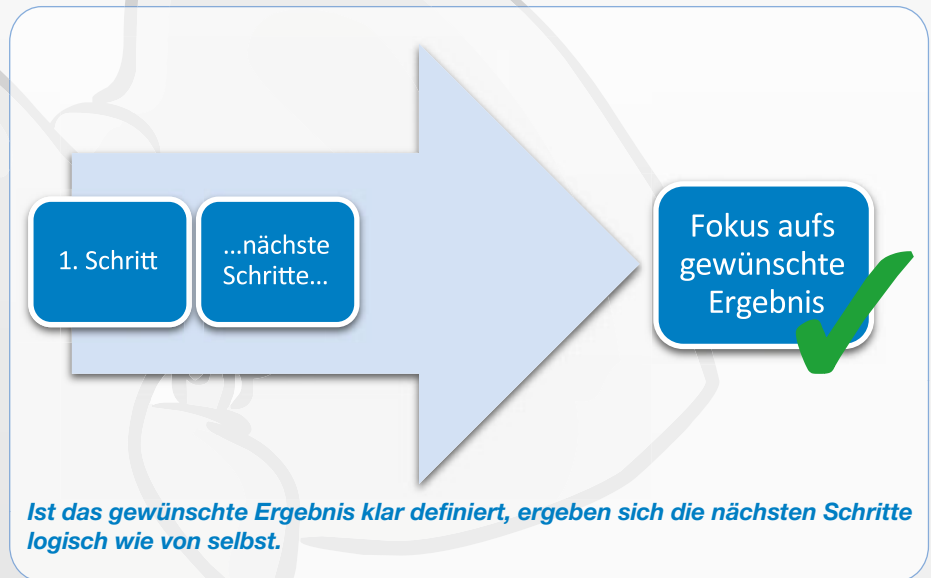 1. Schritt
...nächste
Schritte...
Fokus aufs
gewünschte
Ergebnis
Ist das gewünschte Ergebnis klar definiert, ergeben sich die nächsten Schritte
logisch wie von selbst.